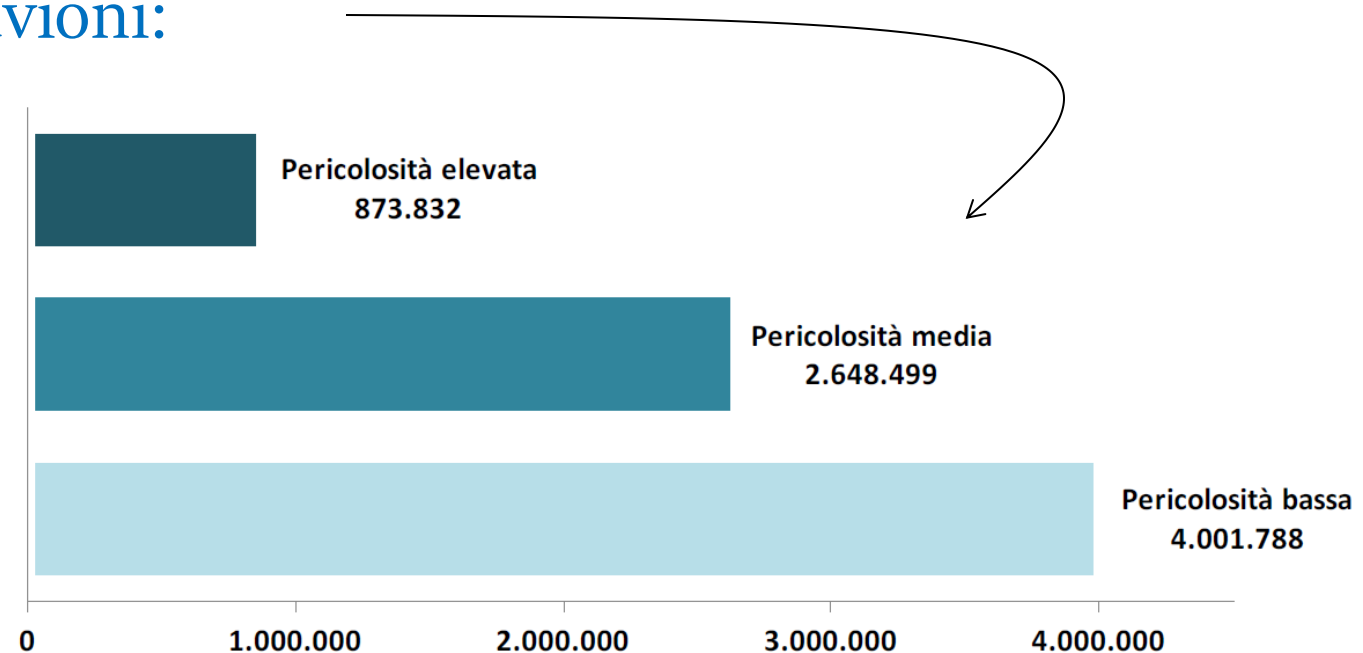 vioni:
Pericolosità elevata
873.832
Pericolosità media
2.648.499
Pericolosità bassa
4.001.788
0 1.000.000 2.000.000 3.000.000 4.000.000